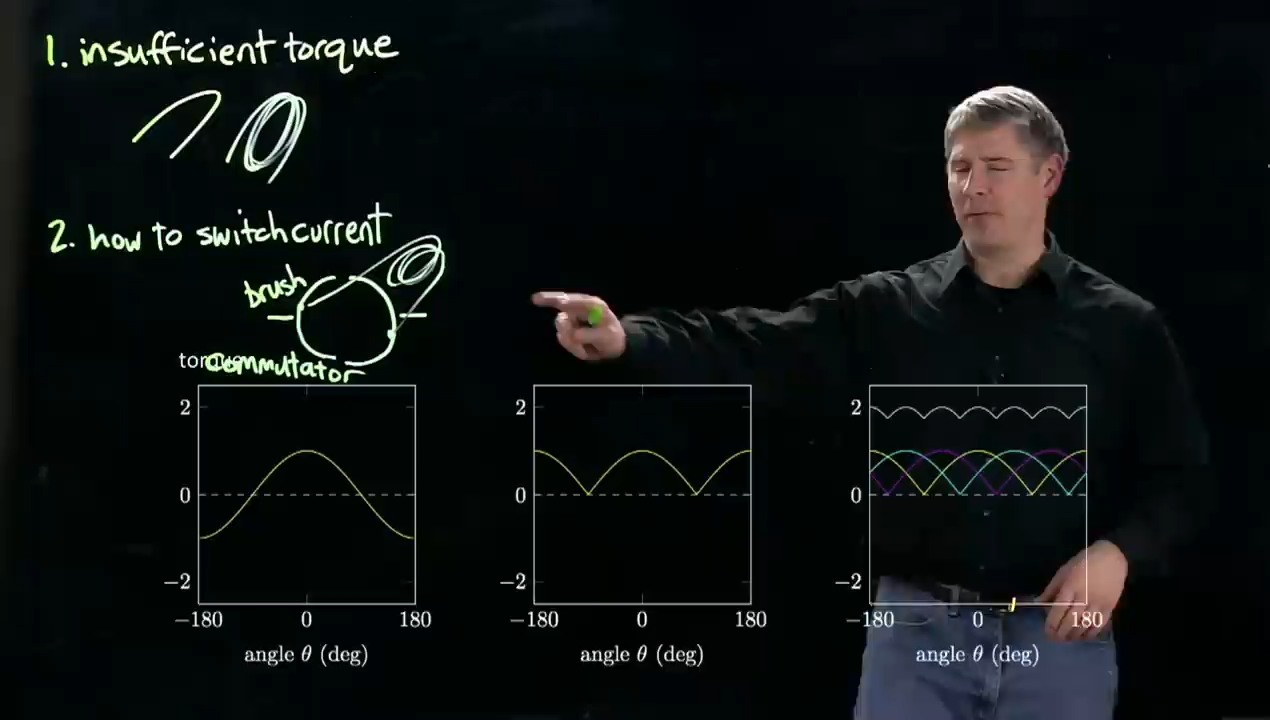 1. insufficient torque
2. how to switch current
brush
torque
commutator
2
0
−2
−180 0 180
angle θ (deg)
2
0
−2
−180 0 180
angle θ (deg)
2
0
−2
−180 0 180
angle θ (deg)